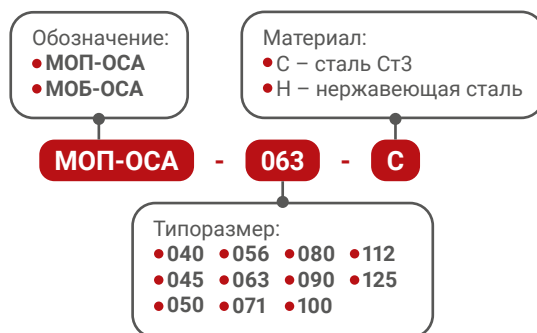 Обозначение:
• МОП-ОСА
• МОБ-ОСА
Материал:
• С – сталь Ст3
• Н – нержавеющая сталь
МОП-ОСА - 063 - С
Типоразмер:
• 040 • 056 • 080 • 112
• 045 • 063 • 090 • 125
• 050 • 071 • 100